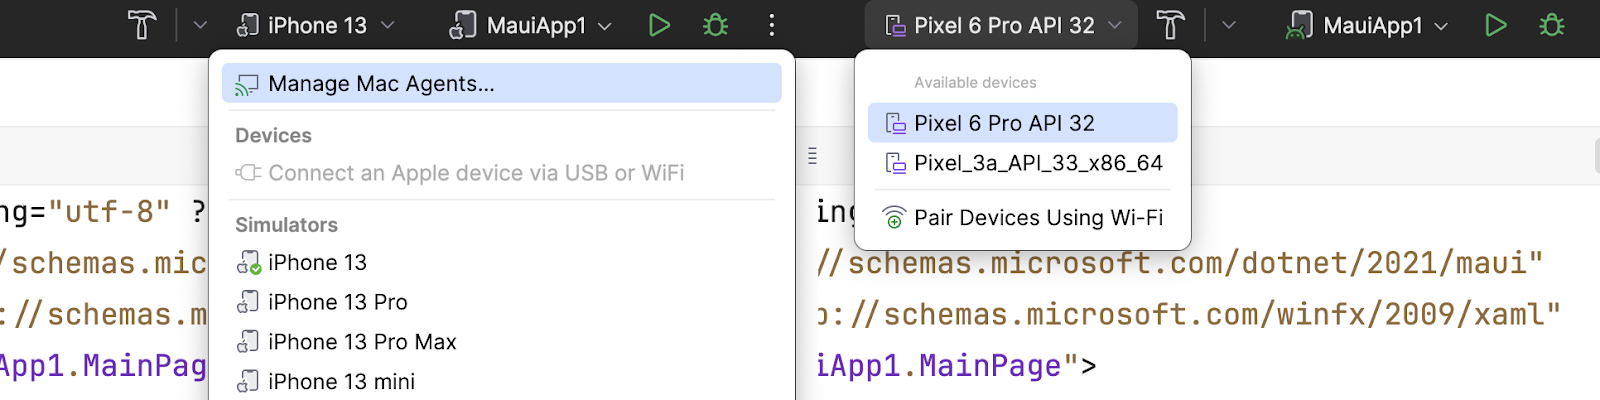 iPhone 13
MauiApp1
Manage Mac Agents...
Devices
Connect an Apple device via USB or WiFi
Simulators
iPhone 13
iPhone 13 Pro
iPhone 13 Pro Max
iPhone 13 mini
ng="utf-8" ?
/schemas.mic
://schemas.m
App1.MainPag
Pixel 6 Pro API 32
MauiApp1
Available devices
Pixel 6 Pro API 32
Pixel_3a_API_33_x86_64
Pair Devices Using Wi-Fi
ing
//schemas.microsoft.com/dotnet/2021/maui"
://schemas.microsoft.com/winfx/2009/xaml"
iApp1.MainPage">